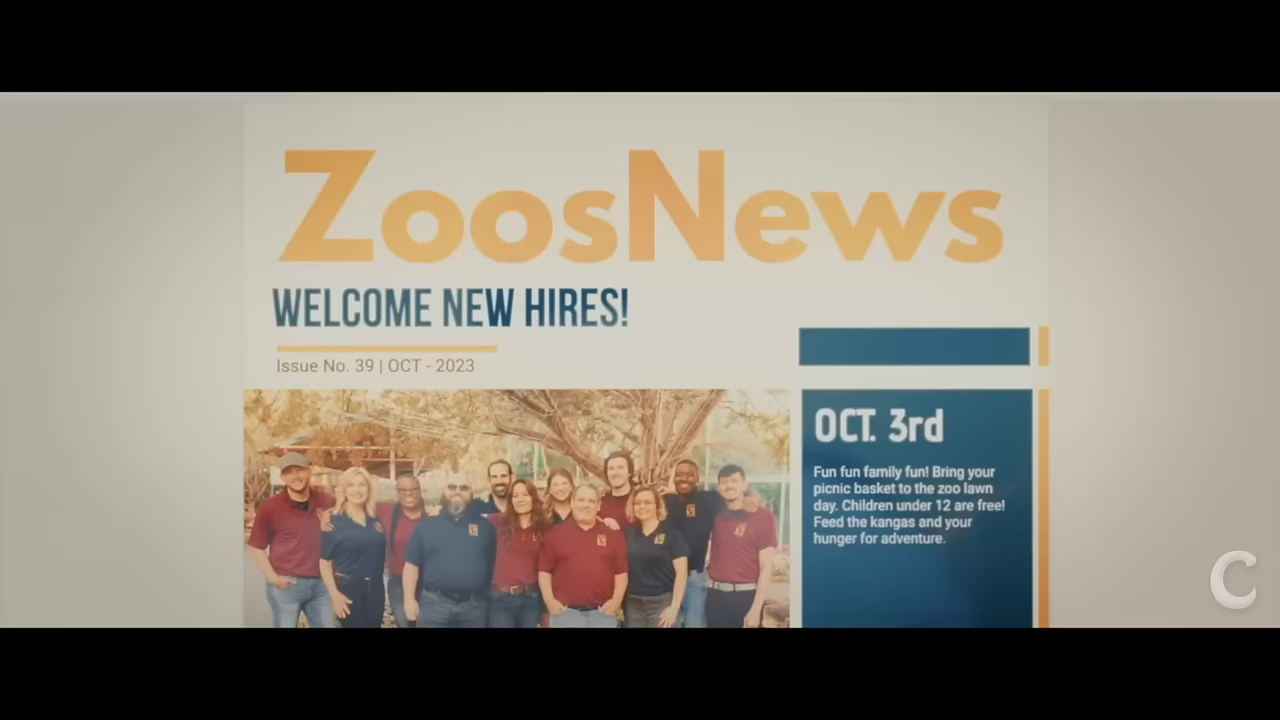 ZoosNews
WELCOME NEW HIRES!
Issue No. 39 | OCT - 2023
OCT. 3rd
Fun fun family fun! Bring your
picnic basket to the zoo lawn
day. Children under 12 are free!
Feed the kangas and your
hunger for adventure.
C